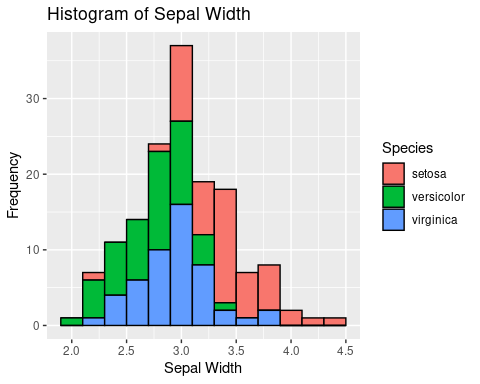 Histogram of Sepal Width
Frequency
30
20
10
0
2.0 2.5 3.0 3.5 4.0 4.5
Sepal Width
Species
setosa
versicolor
virginica